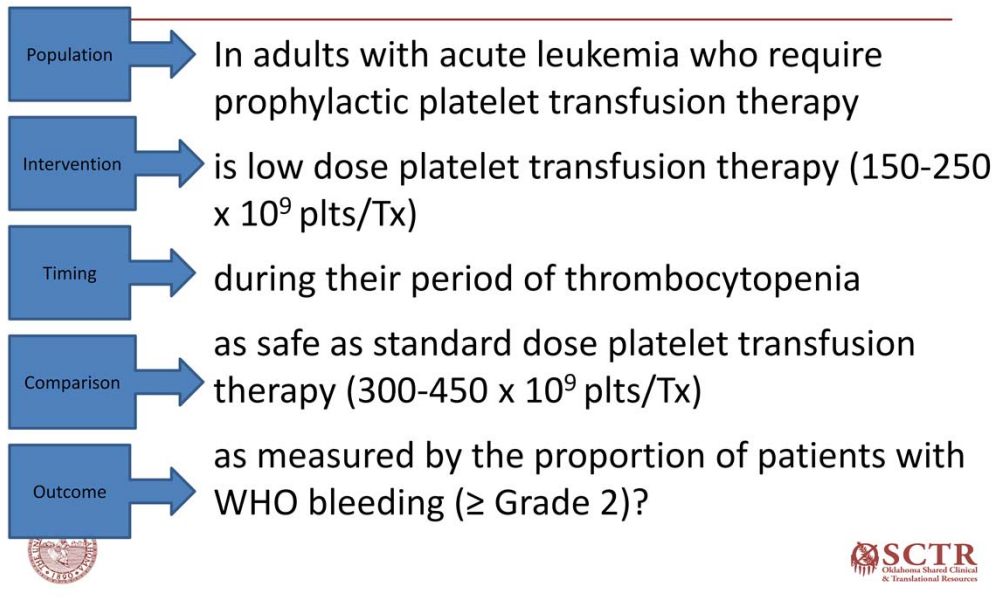 Population
In adults with acute leukemia who require
prophylactic platelet transfusion therapy
Intervention
is low dose platelet transfusion therapy (150-250
x 10⁹ plts/Tx)
Timing
during their period of thrombocytopenia
Comparison
as safe as standard dose platelet transfusion
therapy (300-450 x 10⁹ plts/Tx)
Outcome
as measured by the proportion of patients with
WHO bleeding (≥ Grade 2)?
1890
SCTR
Oklahoma Shared Clinical
& Translational Resources